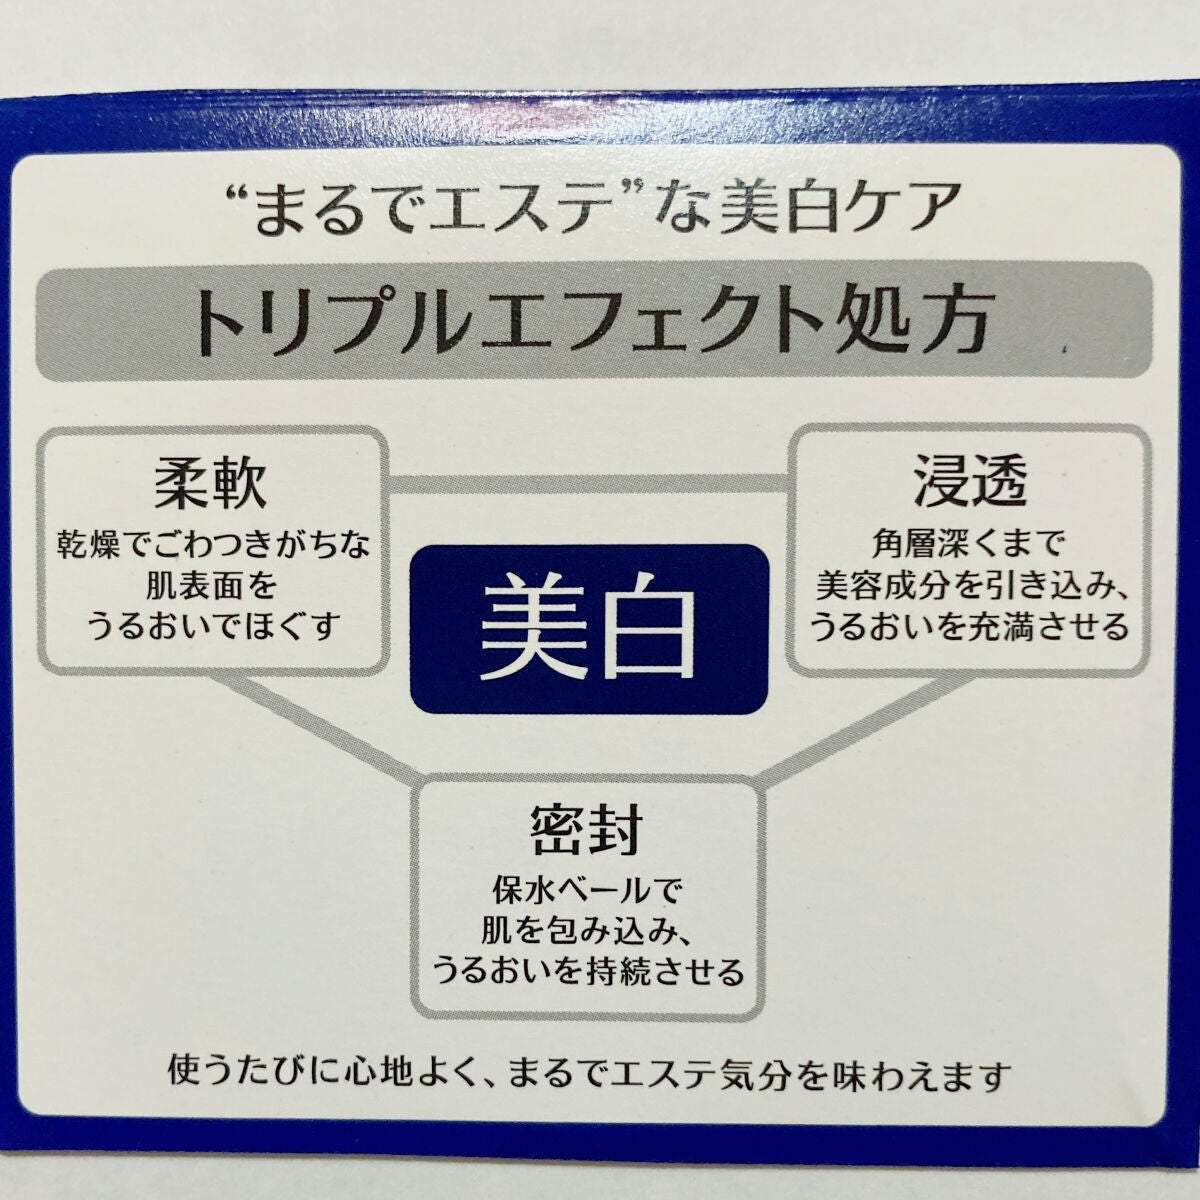 “まるでエステ”な美白ケア
トリプルエフェクト処方
柔軟
乾燥でごわつきがちな
肌表面を
うるおいでほぐす
浸透
角層深くまで
美容成分を引き込み、
うるおいを充満させる
美白
密封
保水ベールで
肌を包み込み、
うるおいを持続させる
使うたびに心地よく、まるでエステ気分を味わえます